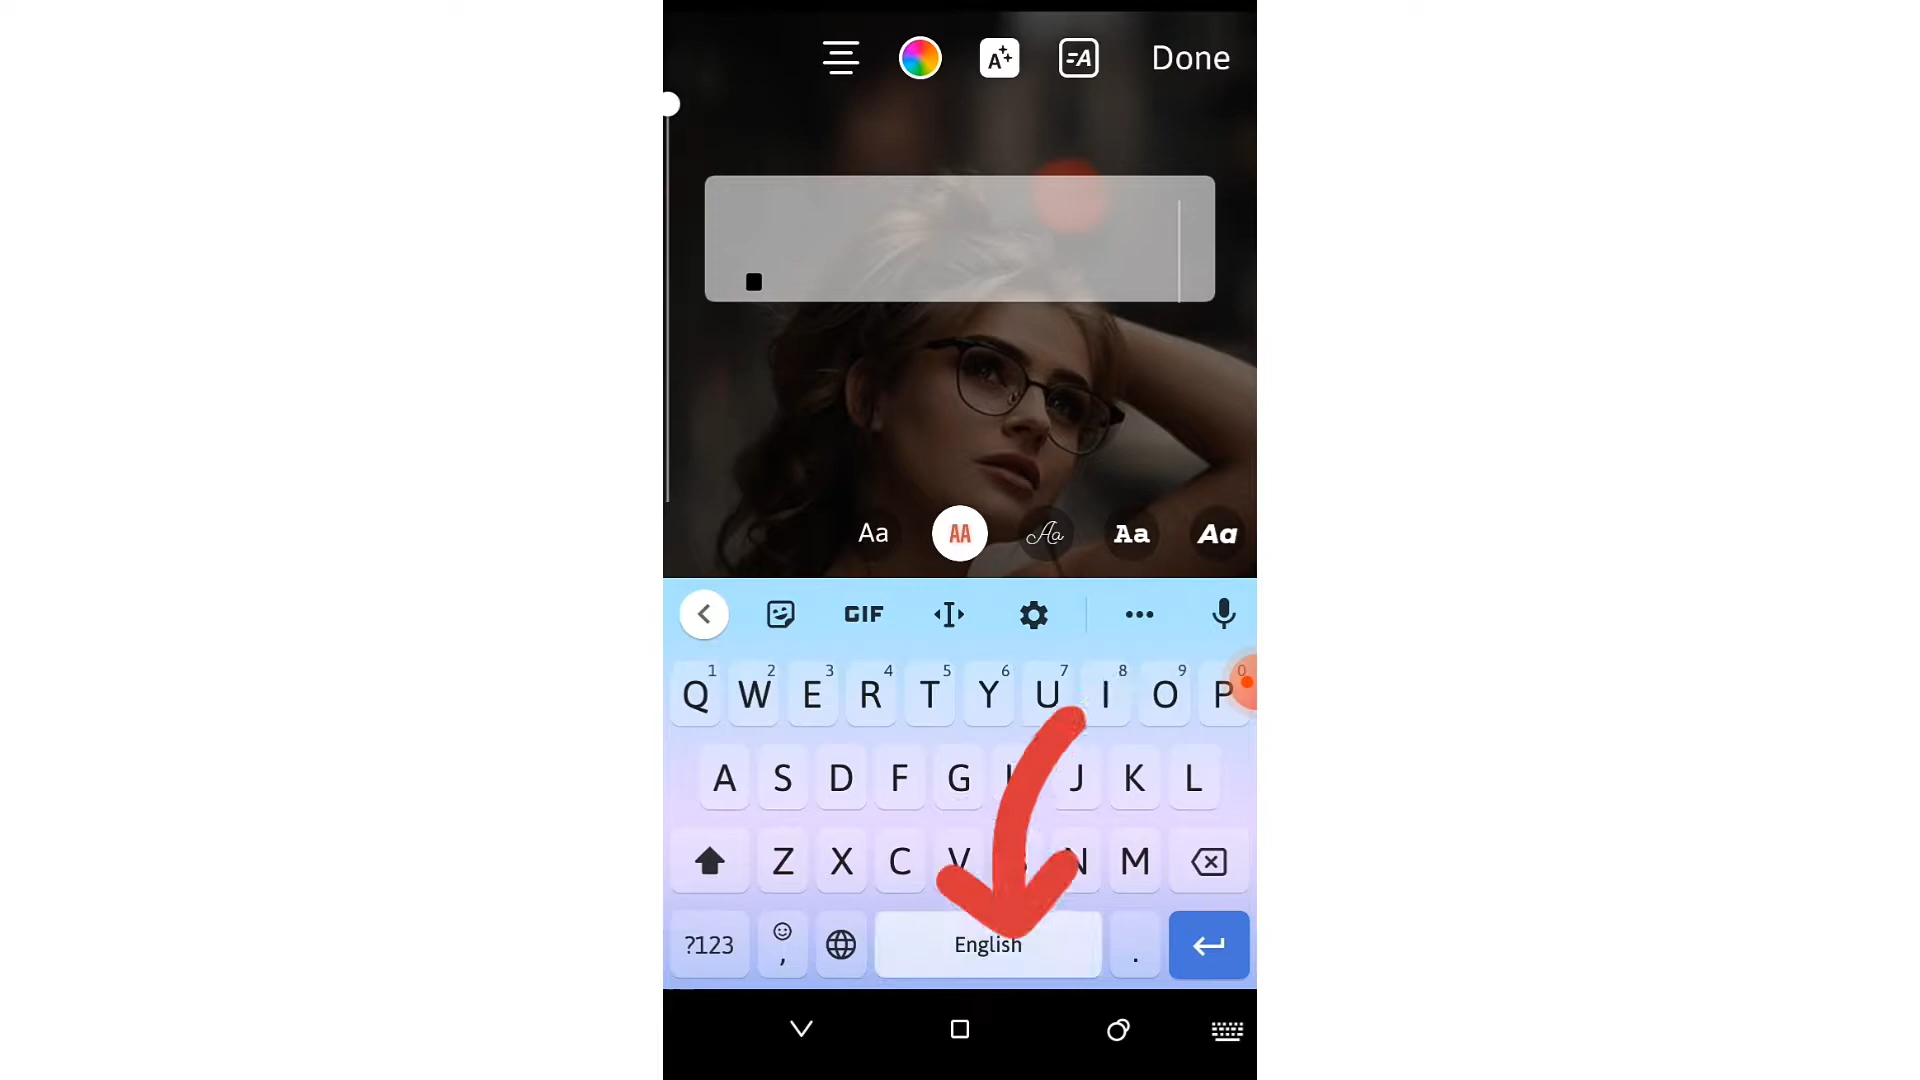 A Done
Aa AA Aa Aa Aa
GIF
1 2 3 4 5 6 7 8 9 0
Q W E R T Y U I O P
A S D F G J K L
Z X C V N M
?123 , English .